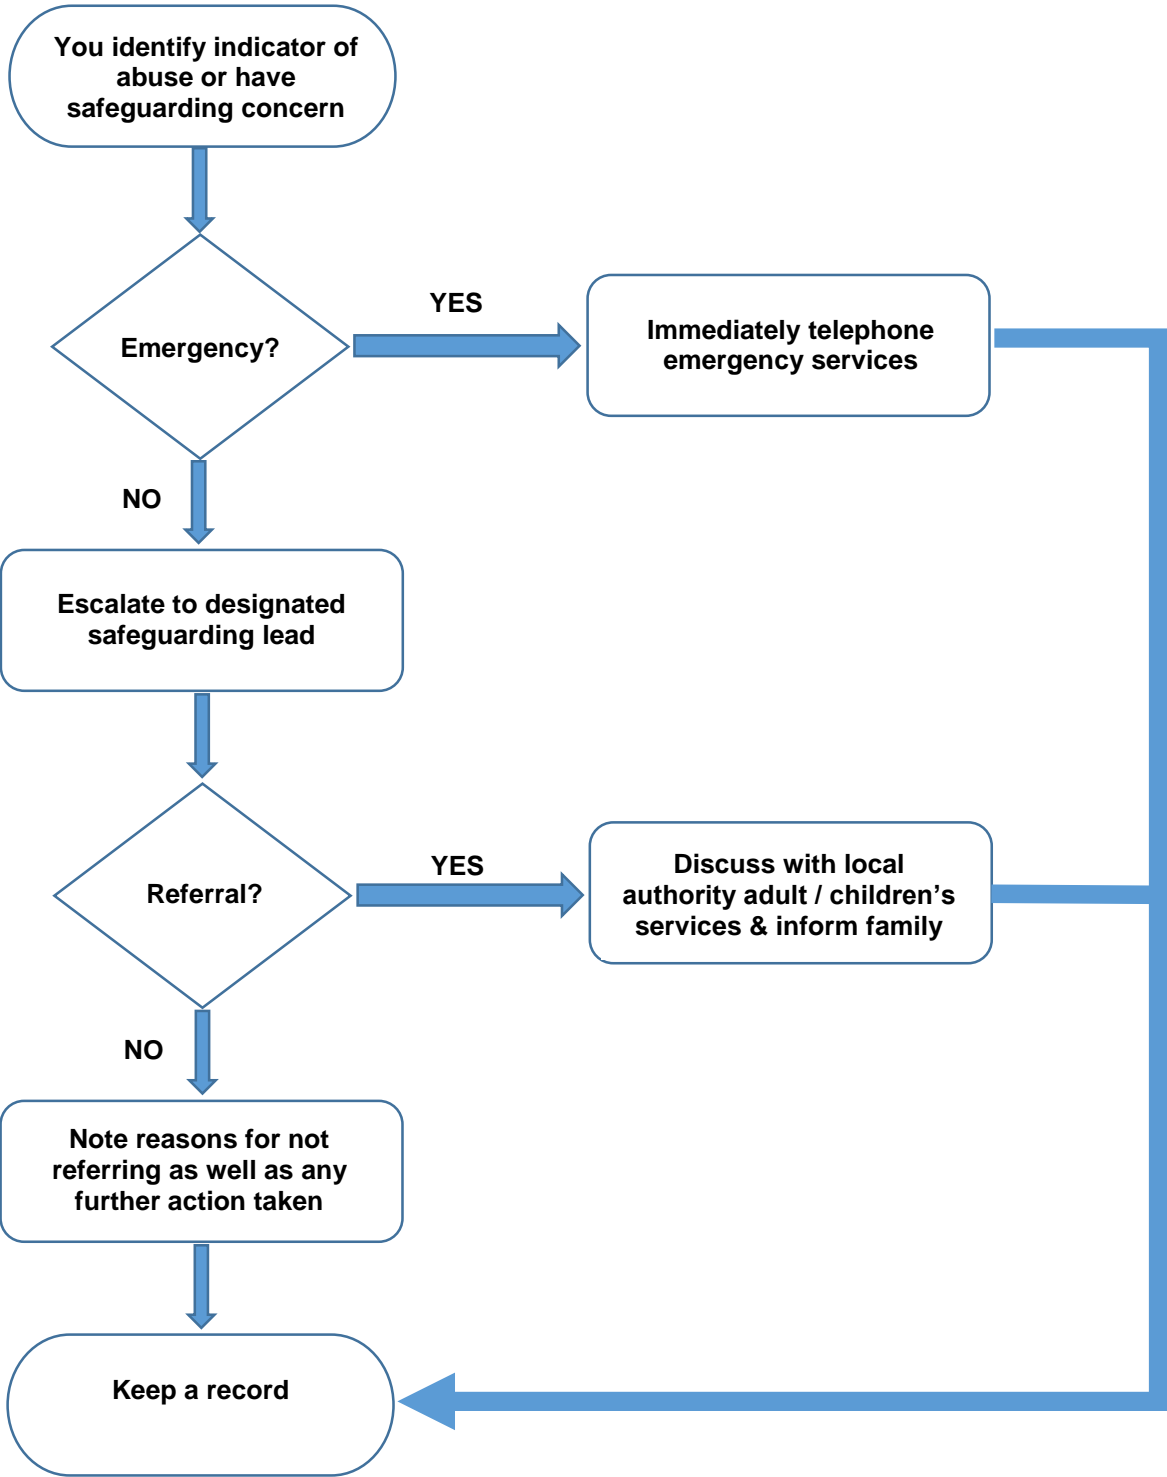 You identify indicator of
abuse or have
safeguarding concern
Emergency?
YES
Immediately telephone
emergency services
NO
Escalate to designated
safeguarding lead
Referral?
YES
Discuss with local
authority adult / children’s
services & inform family
NO
Note reasons for not
referring as well as any
further action taken
Keep a record